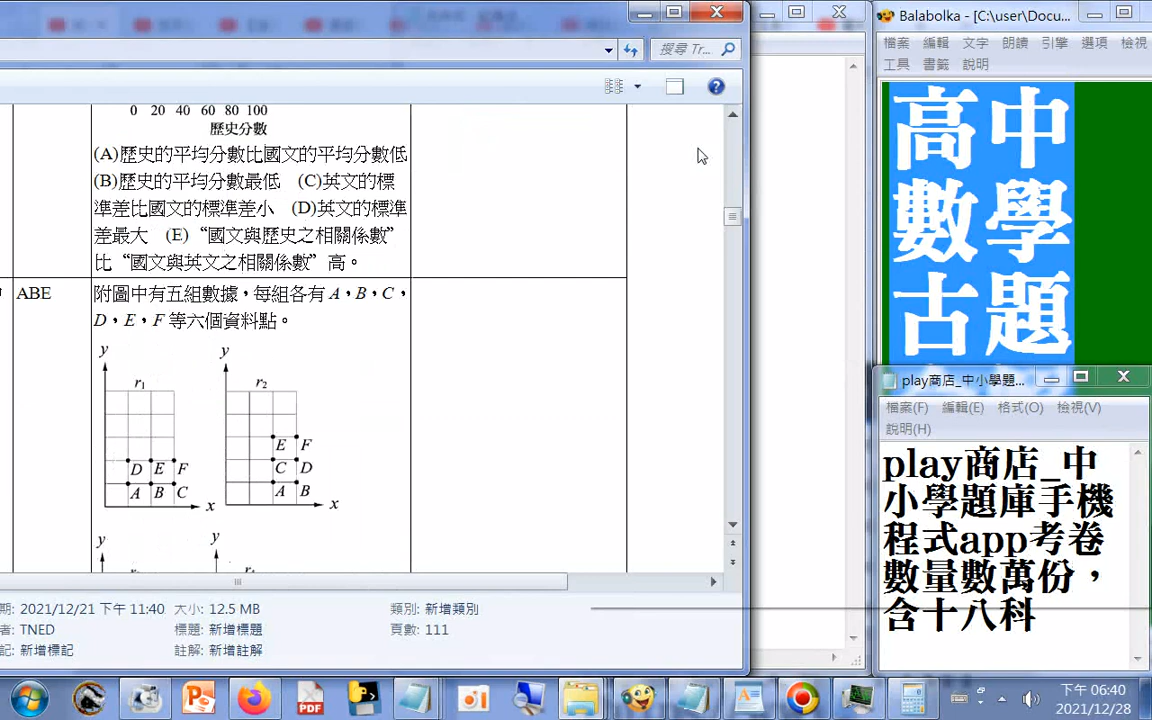 搜尋 Tr...
0 20 40 60 80 100
歷史分數
(A)歷史的平均分數比國文的平均分數低
(B)歷史的平均分數最低 (C)英文的標
準差比國文的標準差小 (D)英文的標準
差最大 (E)“國文與歷史之相關係數”
比“國文與英文之相關係數”高。
ABE
附圖中有五組數據，每組各有 A，B，C，
D，E，F 等六個資料點。
y
r1
D E F
A B C
x
y
r2
E F
C D
A B
x
y
y
期: 2021/12/21 下午 11:40 大小: 12.5 MB 類別: 新增類別
者: TNED 標題: 新增標題 頁數: 111
記: 新增標記 註解: 新增註解
Balabolka - [C:\user\Docu...
檔案 編輯 文字 朗讀 引擎 選項 檢視
工具 書籤 說明
高中
數學
古題
play商店_中小學題...
檔案(F) 編輯(E) 格式(O) 檢視(V)
說明(H)
play商店_中
小學題庫手機
程式app考卷
數量數萬份，
含十八科
PDF
下午 06:40
2021/12/28